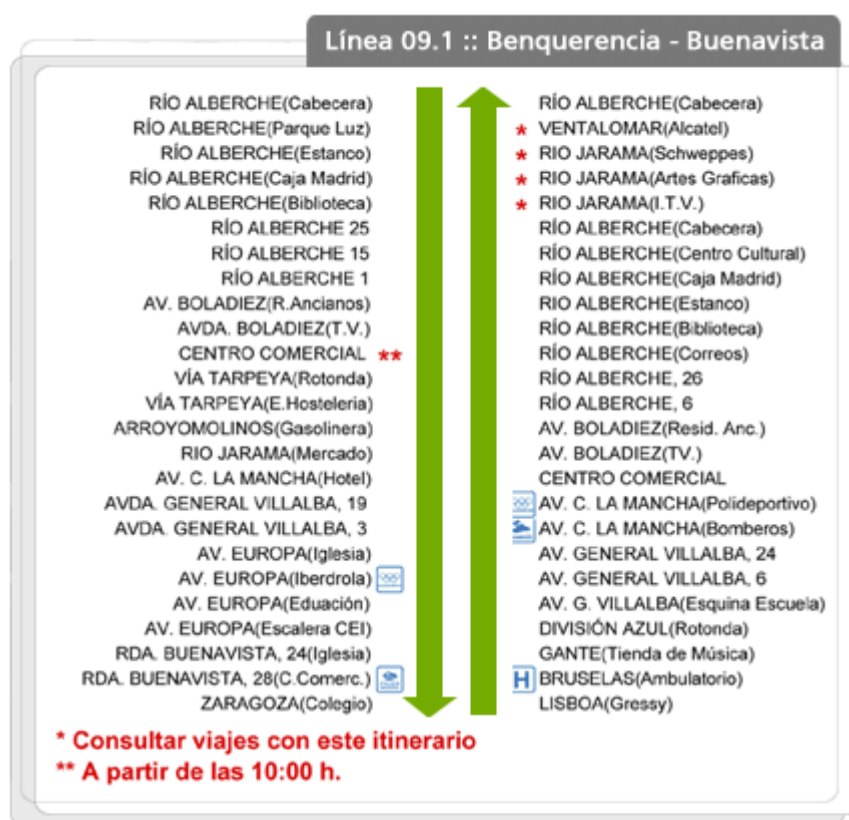 Línea 09.1 :: Benquerencia - Buenavista
RÍO ALBERCHE(Cabecera)
RÍO ALBERCHE(Parque Luz)
RÍO ALBERCHE(Estanco)
RÍO ALBERCHE(Caja Madrid)
RÍO ALBERCHE(Biblioteca)
RÍO ALBERCHE 25
RÍO ALBERCHE 15
RÍO ALBERCHE 1
AV. BOLADIEZ(R.Ancianos)
AVDA. BOLADIEZ(T.V.)
CENTRO COMERCIAL **
VÍA TARPEYA(Rotonda)
VÍA TARPEYA(E.Hosteleria)
ARROYOMOLINOS(Gasolinera)
RIO JARAMA(Mercado)
AV. C. LA MANCHA(Hotel)
AVDA. GENERAL VILLALBA, 19
AVDA. GENERAL VILLALBA, 3
AV. EUROPA(Iglesia)
AV. EUROPA(Iberdrola)
AV. EUROPA(Eduación)
AV. EUROPA(Escalera CEI)
RDA. BUENAVISTA, 24(Iglesia)
RDA. BUENAVISTA, 28(C.Comerc.)
ZARAGOZA(Colegio)
RÍO ALBERCHE(Cabecera)
* VENTALOMAR(Alcatel)
* RIO JARAMA(Schweppes)
* RIO JARAMA(Artes Graficas)
* RIO JARAMA(I.T.V.)
RÍO ALBERCHE(Cabecera)
RÍO ALBERCHE(Centro Cultural)
RÍO ALBERCHE(Caja Madrid)
RIO ALBERCHE(Estanco)
RÍO ALBERCHE(Biblioteca)
RÍO ALBERCHE(Correos)
RÍO ALBERCHE, 26
RÍO ALBERCHE, 6
AV. BOLADIEZ(Resid. Anc.)
AV. BOLADIEZ(TV.)
CENTRO COMERCIAL
AV. C. LA MANCHA(Polideportivo)
AV. C. LA MANCHA(Bomberos)
AV. GENERAL VILLALBA, 24
AV. GENERAL VILLALBA, 6
AV. G. VILLALBA(Esquina Escuela)
DIVISIÓN AZUL(Rotonda)
GANTE(Tienda de Música)
H BRUSELAS(Ambulatorio)
LISBOA(Gressy)
* Consultar viajes con este itinerario
** A partir de las 10:00 h.